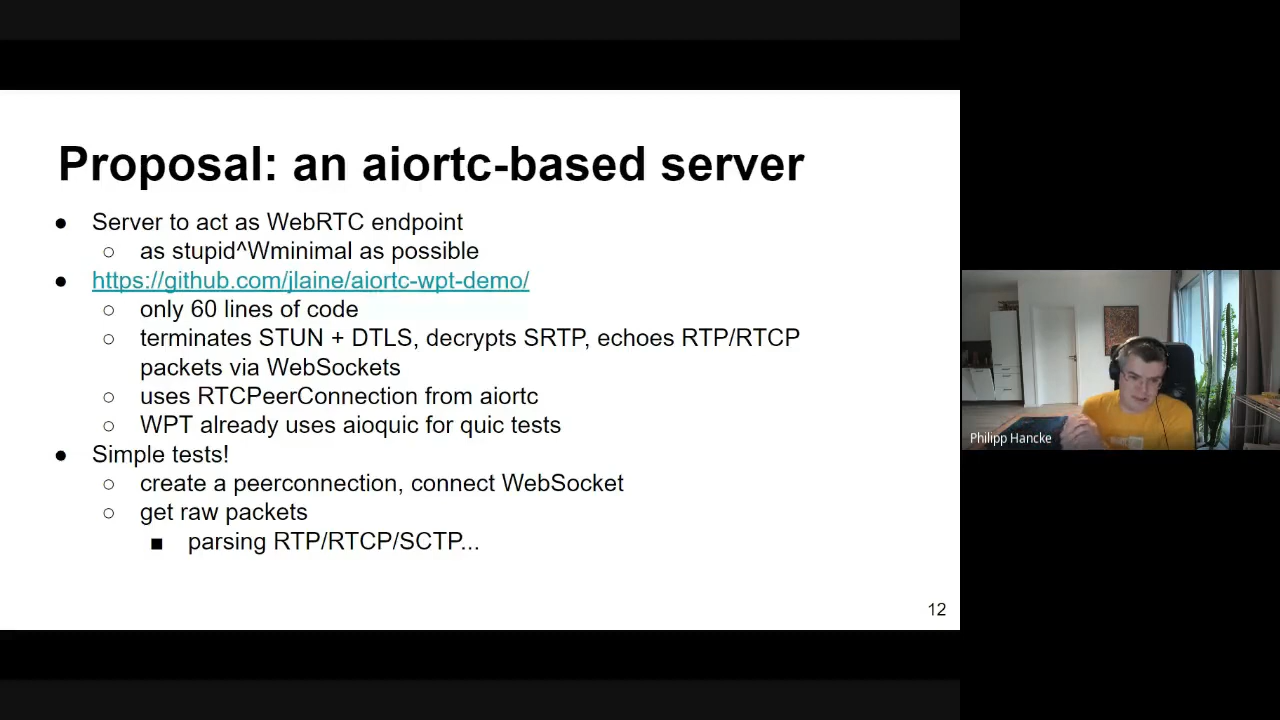 Proposal: an aiortc-based server
● Server to act as WebRTC endpoint
○ as stupid^Wminimal as possible
● https://github.com/jlaine/aiortc-wpt-demo/
○ only 60 lines of code
○ terminates STUN + DTLS, decrypts SRTP, echoes RTP/RTCP
packets via WebSockets
○ uses RTCPeerConnection from aiortc
○ WPT already uses aioquic for quic tests
● Simple tests!
○ create a peerconnection, connect WebSocket
○ get raw packets
■ parsing RTP/RTCP/SCTP...
12
Philipp Hancke